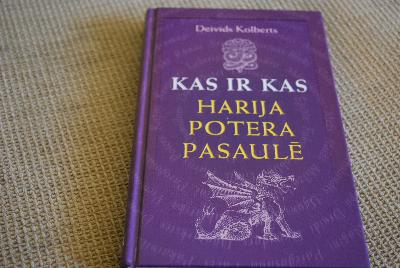 Deivids Kolberts
KAS IR KAS
HARIJA
POTERA
PASAULĒ